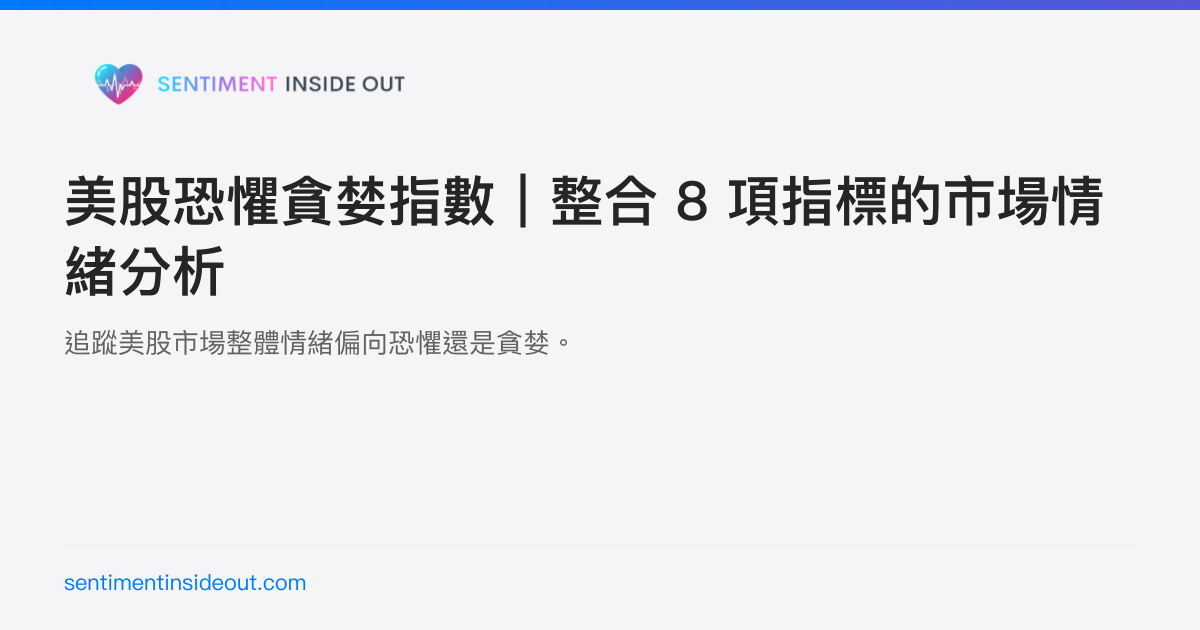 SENTIMENT INSIDE OUT
美股恐懼貪婪指數｜整合 8 項指標的市場情
緒分析
追蹤美股市場整體情緒偏向恐懼還是貪婪。
sentimentinsideout.com